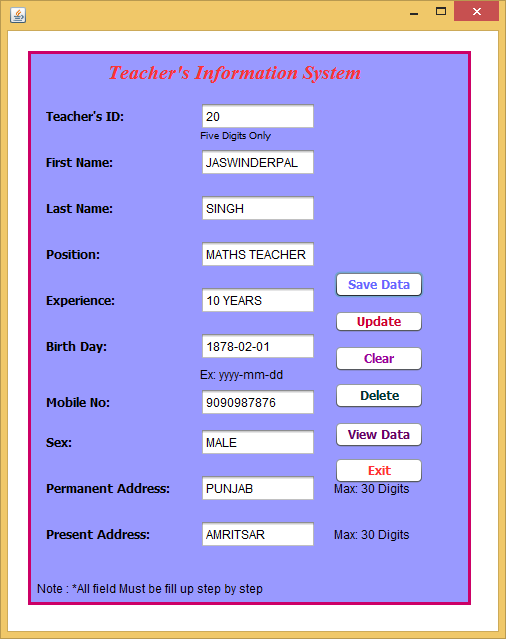 Teacher's Information System
Teacher's ID: 20
Five Digits Only
First Name: JASWINDERPAL
Last Name: SINGH
Position: MATHS TEACHER
Save Data
Experience: 10 YEARS
Update
Birth Day: 1878-02-01
Clear
Ex: yyyy-mm-dd
Delete
Mobile No: 9090987876
View Data
Sex: MALE
Exit
Permanent Address: PUNJAB Max: 30 Digits
Present Address: AMRITSAR Max: 30 Digits
Note : *All field Must be fill up step by step